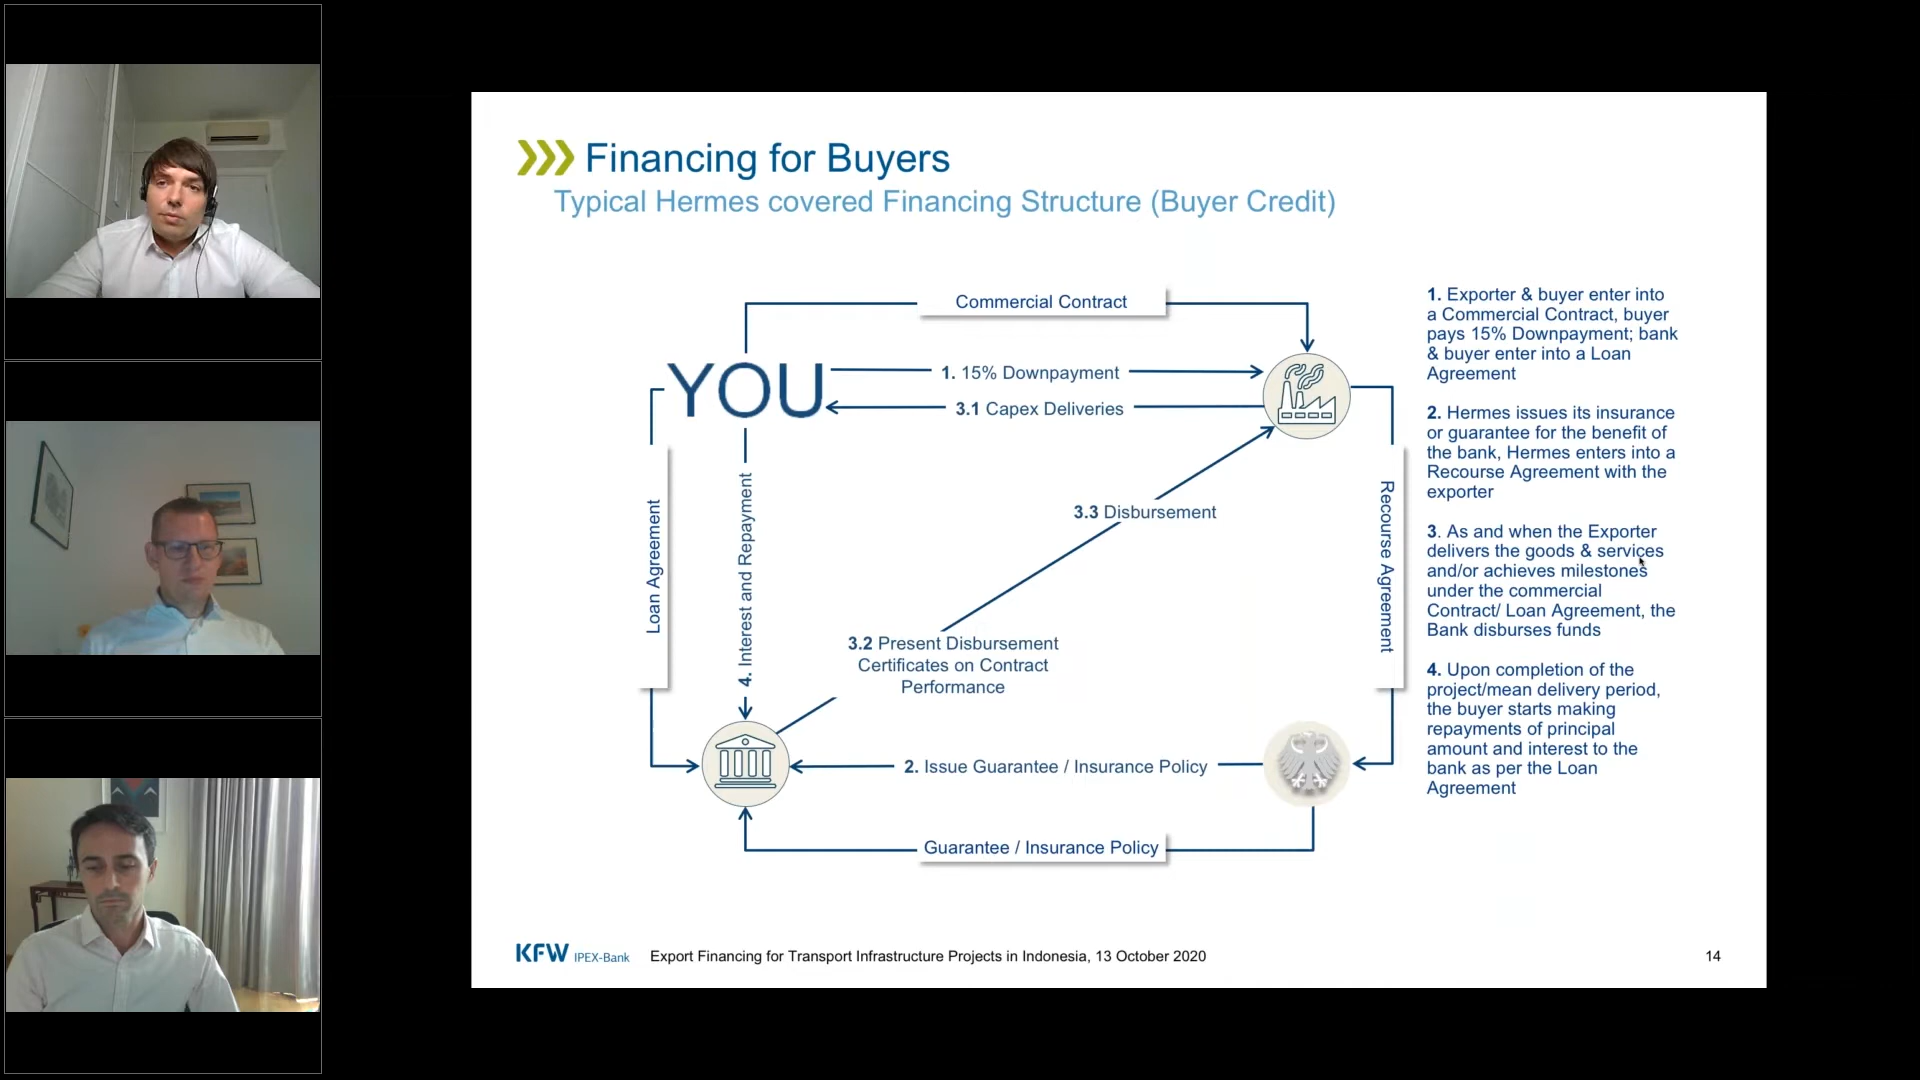 Financing for Buyers
Typical Hermes covered Financing Structure (Buyer Credit)
Commercial Contract
YOU
1. 15% Downpayment
3.1 Capex Deliveries
Loan Agreement
4. Interest and Repayment
3.3 Disbursement
Recourse Agreement
3.2 Present Disbursement
Certificates on Contract
Performance
2. Issue Guarantee / Insurance Policy
Guarantee / Insurance Policy
1. Exporter & buyer enter into
a Commercial Contract, buyer
pays 15% Downpayment; bank
& buyer enter into a Loan
Agreement
2. Hermes issues its insurance
or guarantee for the benefit of
the bank, Hermes enters into a
Recourse Agreement with the
exporter
3. As and when the Exporter
delivers the goods & services
and/or achieves milestones
under the commercial
Contract/ Loan Agreement, the
Bank disburses funds
4. Upon completion of the
project/mean delivery period,
the buyer starts making
repayments of principal
amount and interest to the
bank as per the Loan
Agreement
KFW IPEX-Bank
Export Financing for Transport Infrastructure Projects in Indonesia, 13 October 2020
14